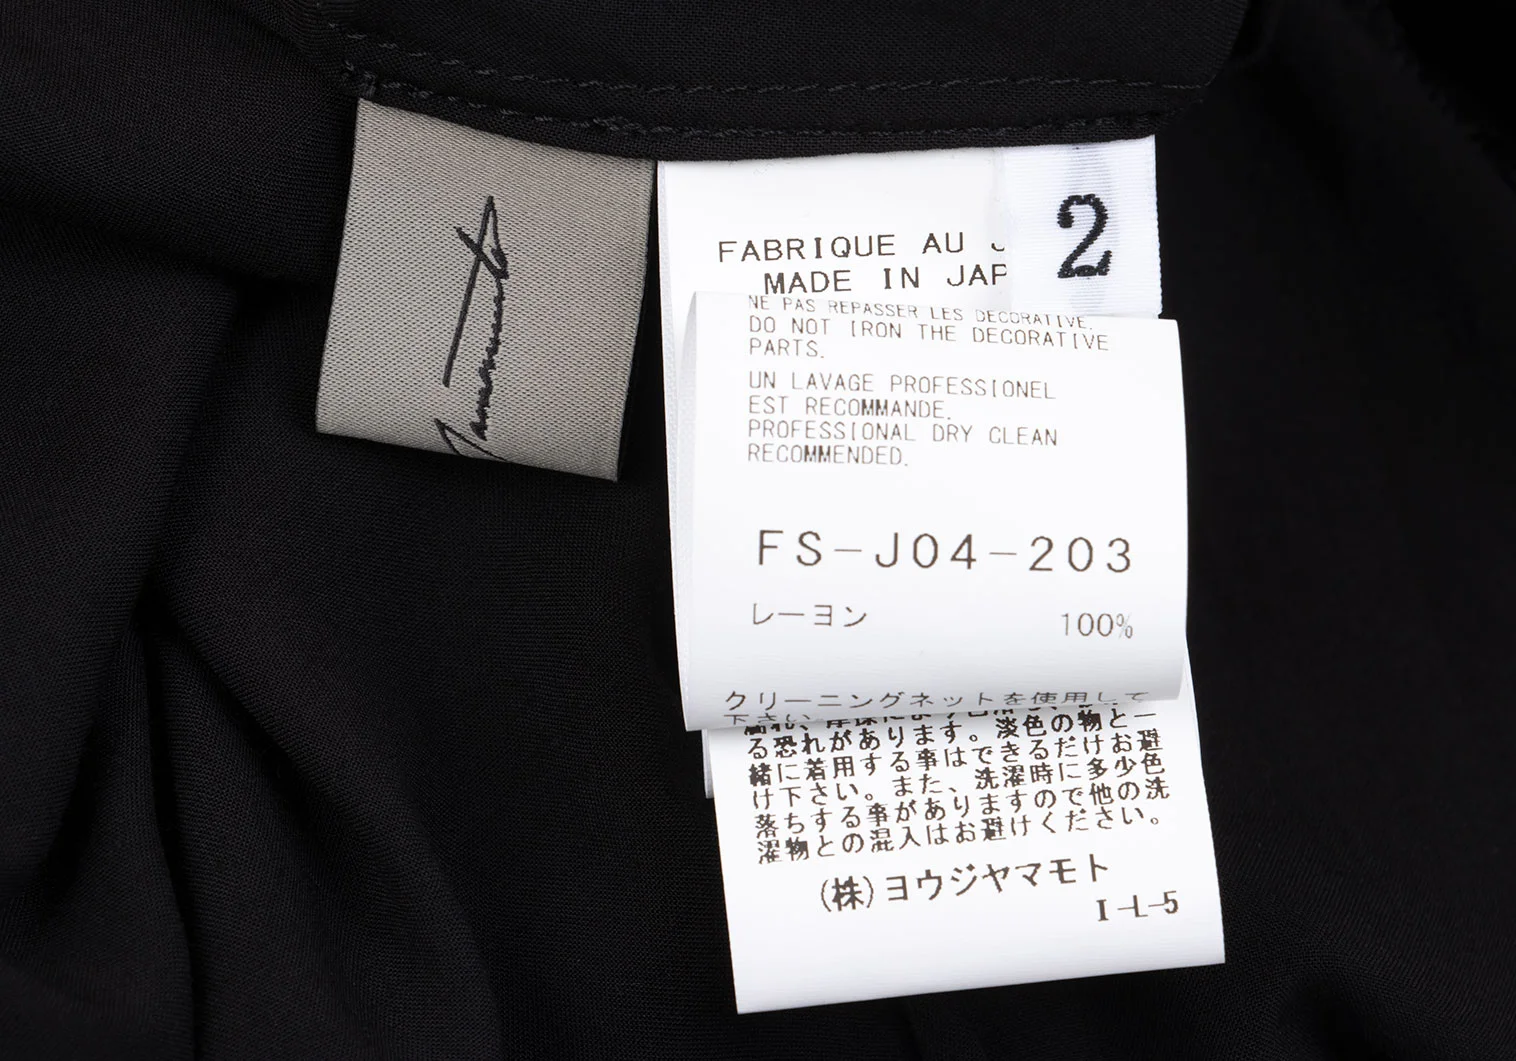 Yamamoto
FABRIQUE AU J
MADE IN JAP
2
NE PAS REPASSER LES DECORATIVE.
DO NOT IRON THE DECORATIVE
PARTS.
UN LAVAGE PROFESSIONEL
EST RECOMMANDE.
PROFESSIONAL DRY CLEAN
RECOMMENDED.
FS-J04-203
レーヨン 100%
クリーニングネットを使用して
下さい
る恐れがあります。淡色の物と一
緒に着用する事はできるだけお避
け下さい。また、洗濯時に多少色
落ちする事がありますので他の洗
濯物との混入はお避けください。
(株)ヨウジヤマモト
I-L-5